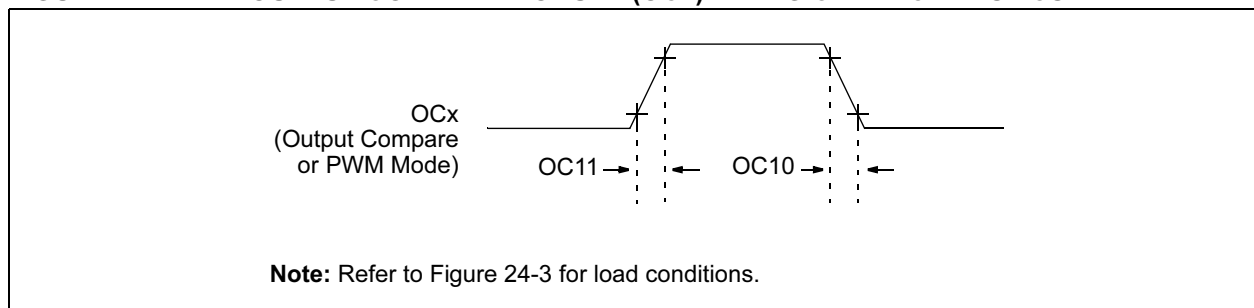 OCx
(Output Compare
or PWM Mode)
OC11
OC10
Note: Refer to Figure 24-3 for load conditions.